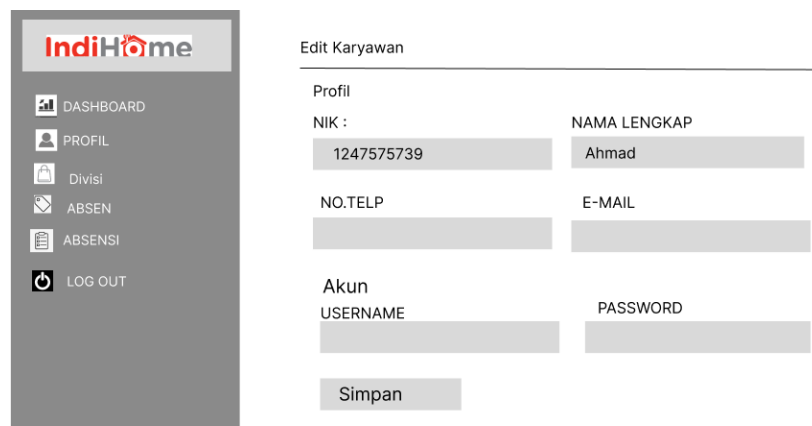 IndiHome
DASHBOARD
PROFIL
Divisi
ABSEN
ABSENSI
LOG OUT
Edit Karyawan
Profil
NIK :
NAMA LENGKAP
1247575739
Ahmad
NO.TELP
E-MAIL
Akun
USERNAME
PASSWORD
Simpan